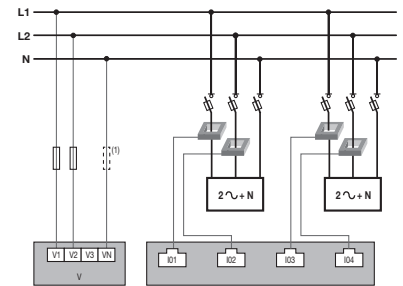 L1
L2
N
(1)
2 ~ + N
2 ~ + N
V1 V2 V3 VN
V
I01
I02
I03
I04